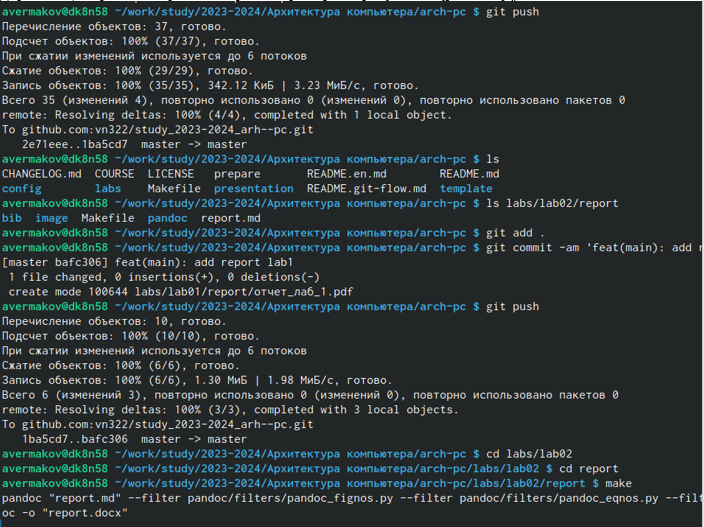 avermakov@dk8n58 ~/work/study/2023-2024/Архитектура компьютера/arch-pc $ git push
Перечисление объектов: 37, готово.
Подсчет объектов: 100% (37/37), готово.
При сжатии изменений используется до 6 потоков
Сжатие объектов: 100% (29/29), готово.
Запись объектов: 100% (35/35), 342.12 КиБ | 3.23 МиБ/с, готово.
Всего 35 (изменений 4), повторно использовано 0 (изменений 0), повторно использовано пакетов 0
remote: Resolving deltas: 100% (4/4), completed with 1 local object.
To github.com:vn322/study_2023-2024_arh--pc.git
   2e71eee..1ba5cd7  master -> master
avermakov@dk8n58 ~/work/study/2023-2024/Архитектура компьютера/arch-pc $ ls
CHANGELOG.md  COURSE  LICENSE   prepare       README.en.md        README.md
config        labs    Makefile  presentation  README.git-flow.md  template
avermakov@dk8n58 ~/work/study/2023-2024/Архитектура компьютера/arch-pc $ ls labs/lab02/report
bib  image  Makefile  pandoc  report.md
avermakov@dk8n58 ~/work/study/2023-2024/Архитектура компьютера/arch-pc $ git add .
avermakov@dk8n58 ~/work/study/2023-2024/Архитектура компьютера/arch-pc $ git commit -am 'feat(main): add r
[master bafc306] feat(main): add report lab1
 1 file changed, 0 insertions(+), 0 deletions(-)
 create mode 100644 labs/lab01/report/отчет_лаб_1.pdf
avermakov@dk8n58 ~/work/study/2023-2024/Архитектура компьютера/arch-pc $ git push
Перечисление объектов: 10, готово.
Подсчет объектов: 100% (10/10), готово.
При сжатии изменений используется до 6 потоков
Сжатие объектов: 100% (6/6), готово.
Запись объектов: 100% (6/6), 1.30 МиБ | 1.98 МиБ/с, готово.
Всего 6 (изменений 3), повторно использовано 0 (изменений 0), повторно использовано пакетов 0
remote: Resolving deltas: 100% (3/3), completed with 3 local objects.
To github.com:vn322/study_2023-2024_arh--pc.git
   1ba5cd7..bafc306  master -> master
avermakov@dk8n58 ~/work/study/2023-2024/Архитектура компьютера/arch-pc $ cd labs/lab02
avermakov@dk8n58 ~/work/study/2023-2024/Архитектура компьютера/arch-pc/labs/lab02 $ cd report
avermakov@dk8n58 ~/work/study/2023-2024/Архитектура компьютера/arch-pc/labs/lab02/report $ make
pandoc "report.md" --filter pandoc/filters/pandoc_fignos.py --filter pandoc/filters/pandoc_eqnos.py --filt
oc -o "report.docx"